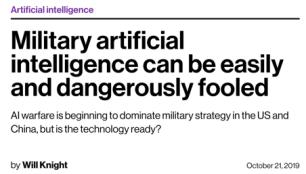 Artificial intelligence
Military artificial
intelligence can be easily
and dangerously fooled
AI warfare is beginning to dominate military strategy in the US and
China, but is the technology ready?
by Will Knight October 21, 2019